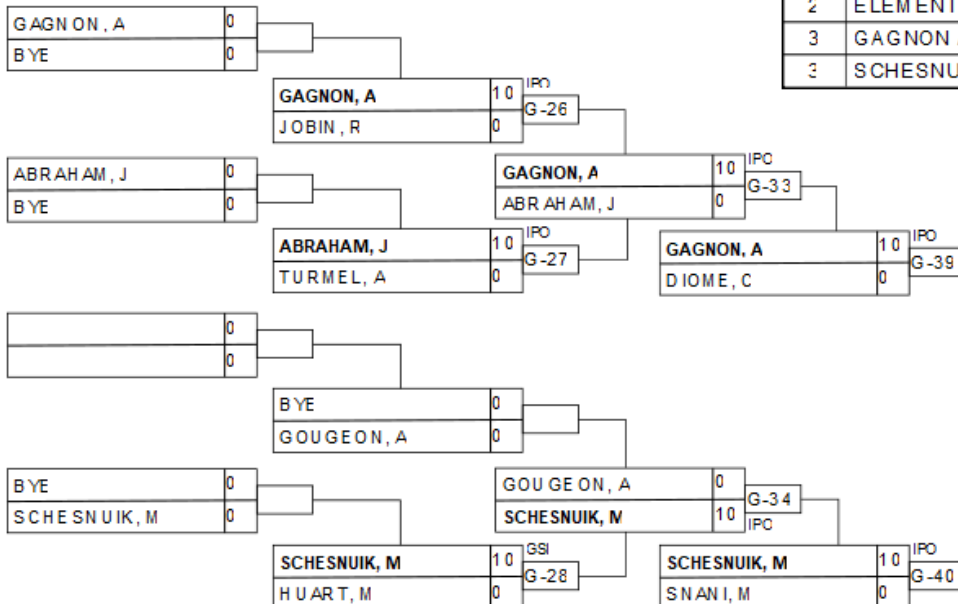 2 ELEMENT
3 GAGNON
3 SCHESNU
GAGNON, A 0
BYE 0
GAGNON, A 10 IPO
JOBIN, R 0
G-26
ABRAHAM, J 0
BYE 0
GAGNON, A 10 IPO
ABRAHAM, J 0
G-33
ABRAHAM, J 10 IPO
TURMEL, A 0
G-27
GAGNON, A 10 IPO
DIOME, C 0
G-39
0
0
BYE 0
GOUGEON, A 0
BYE 0
SCHESNUIK, M 0
GOUGEON, A 0
SCHESNUIK, M 10 IPO
G-34
SCHESNUIK, M 10 GSI
HUART, M 0
G-28
SCHESNUIK, M 10 IPO
SNANI, M 0
G-40